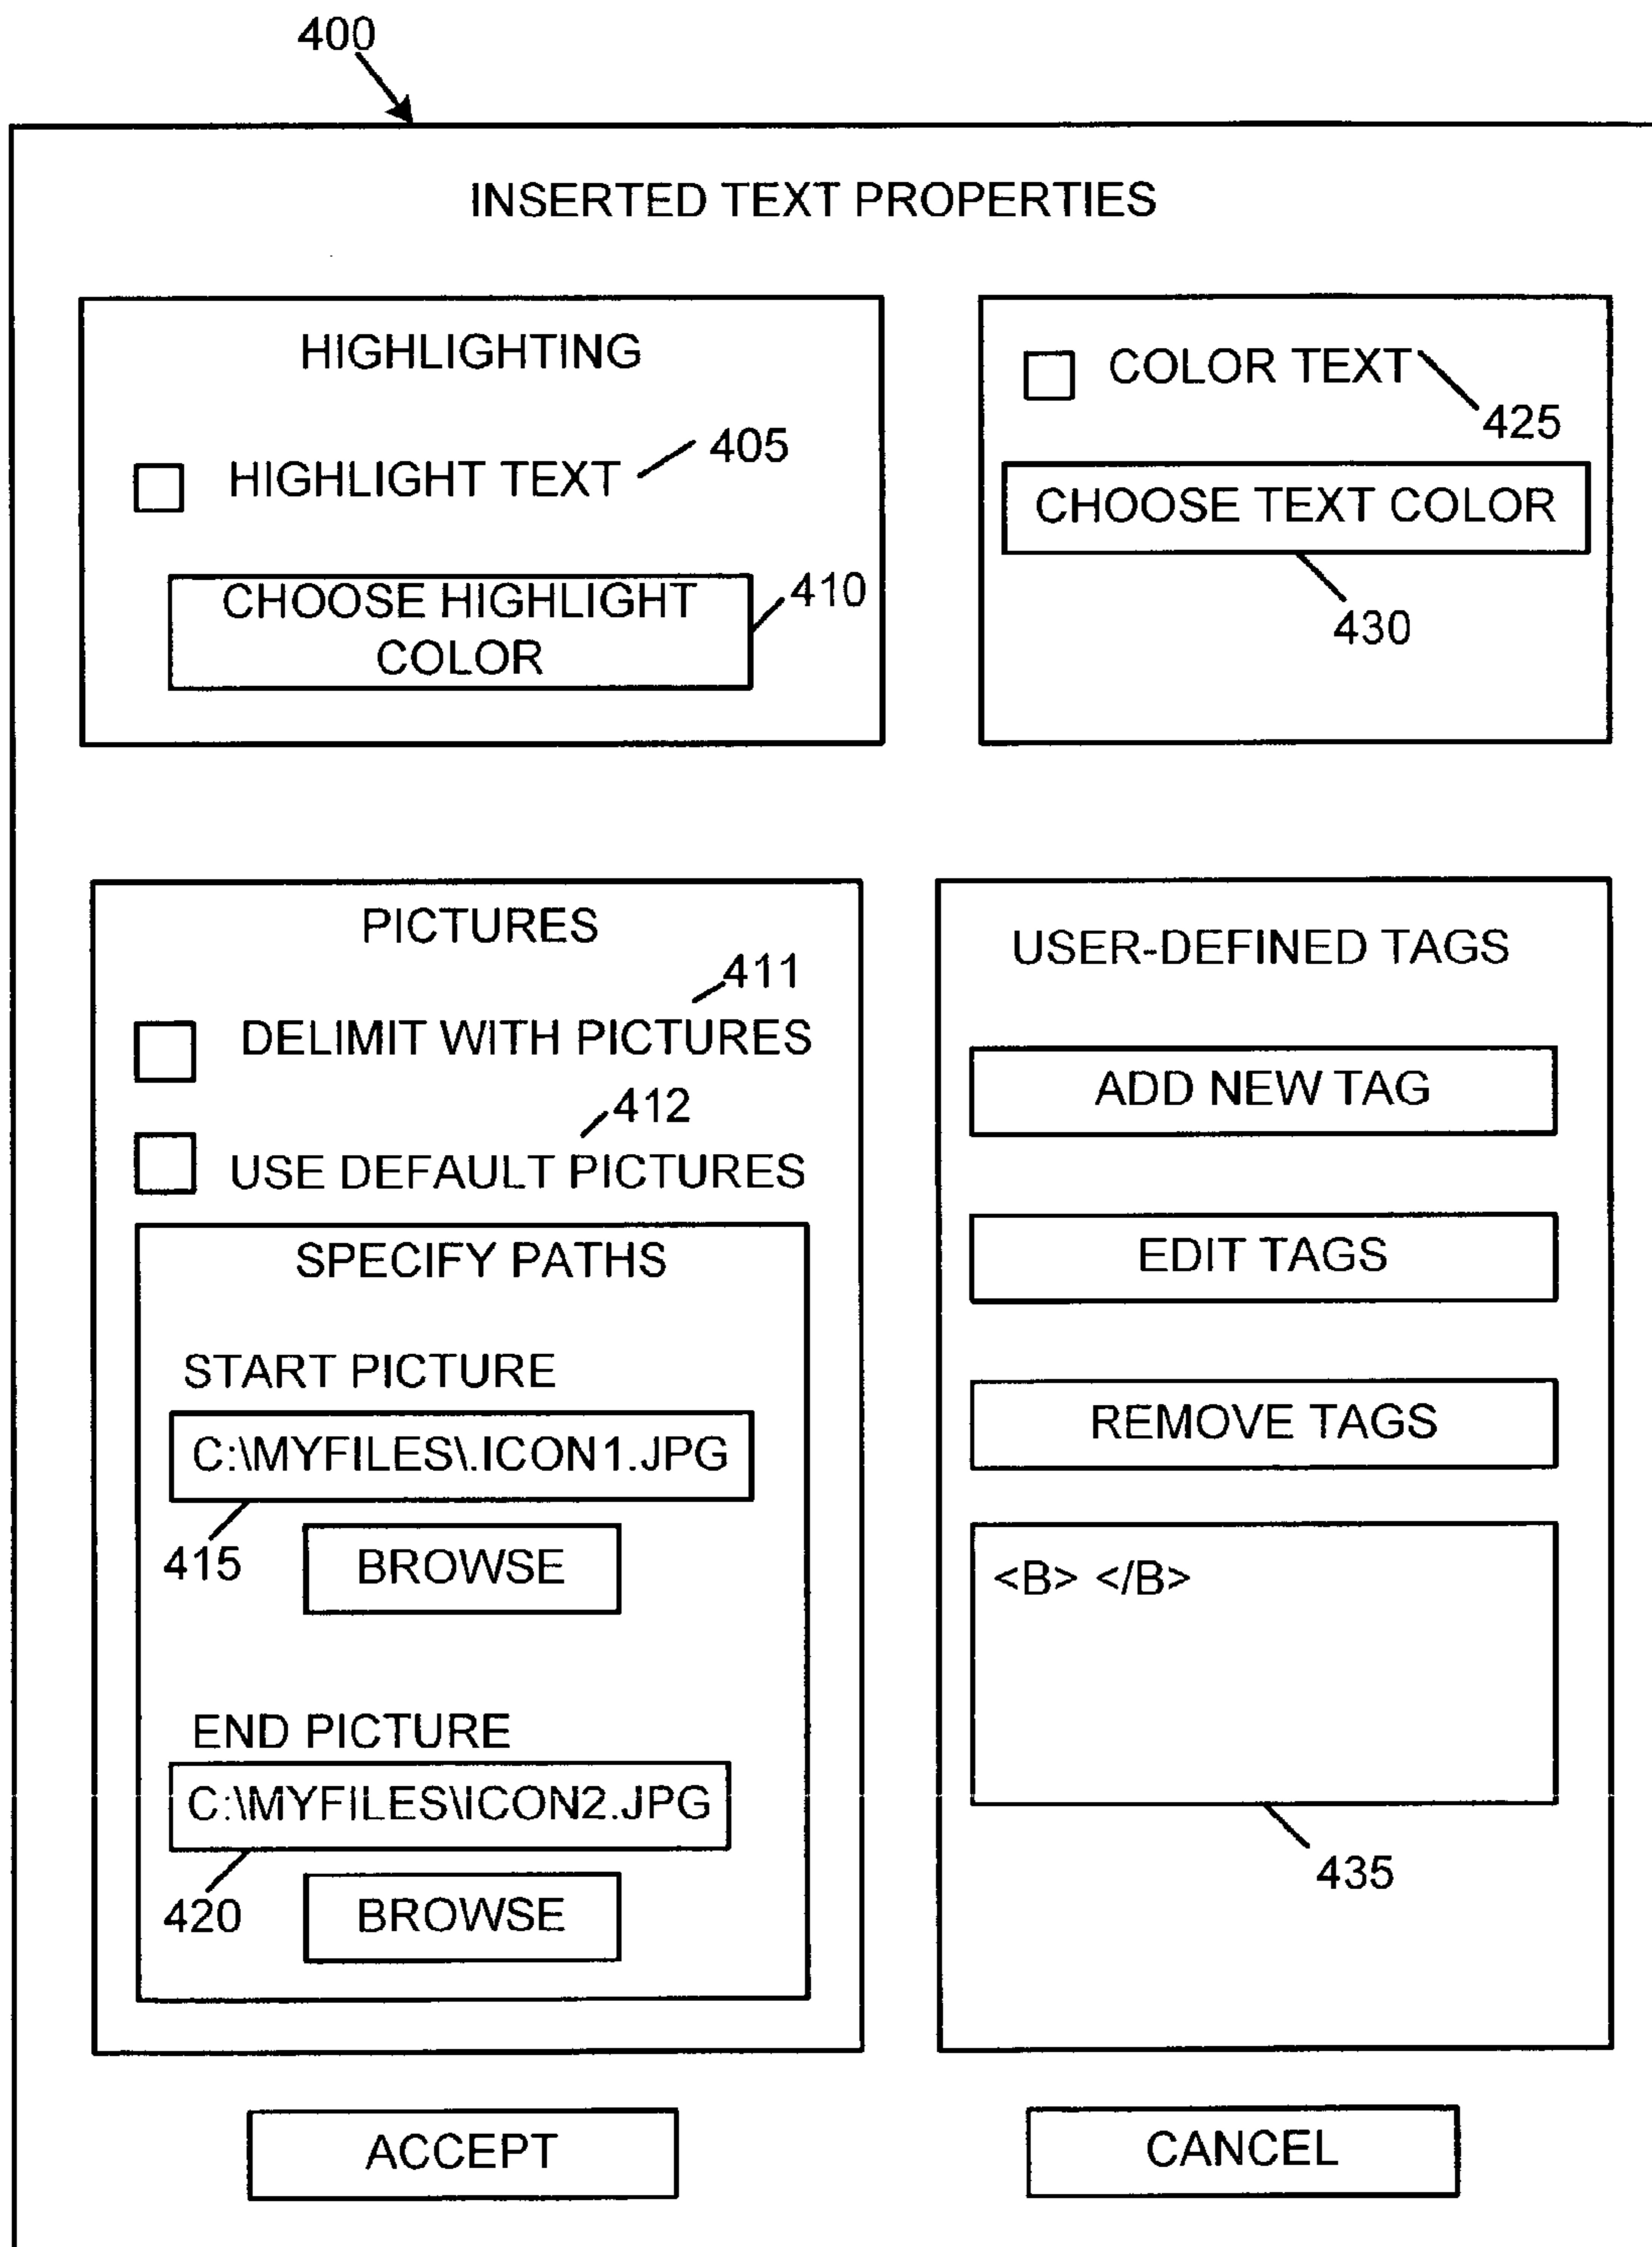 400
INSERTED TEXT PROPERTIES
HIGHLIGHTING
HIGHLIGHT TEXT 405
CHOOSE HIGHLIGHT
COLOR
410
COLOR TEXT
425
CHOOSE TEXT COLOR
430
PICTURES
411
DELIMIT WITH PICTURES
412
USE DEFAULT PICTURES
SPECIFY PATHS
START PICTURE
C:\MYFILES\.ICON1.JPG
415
BROWSE
END PICTURE
C:\MYFILES\ICON2.JPG
420
BROWSE
USER-DEFINED TAGS
ADD NEW TAG
EDIT TAGS
REMOVE TAGS
<B> </B>
435
ACCEPT
CANCEL